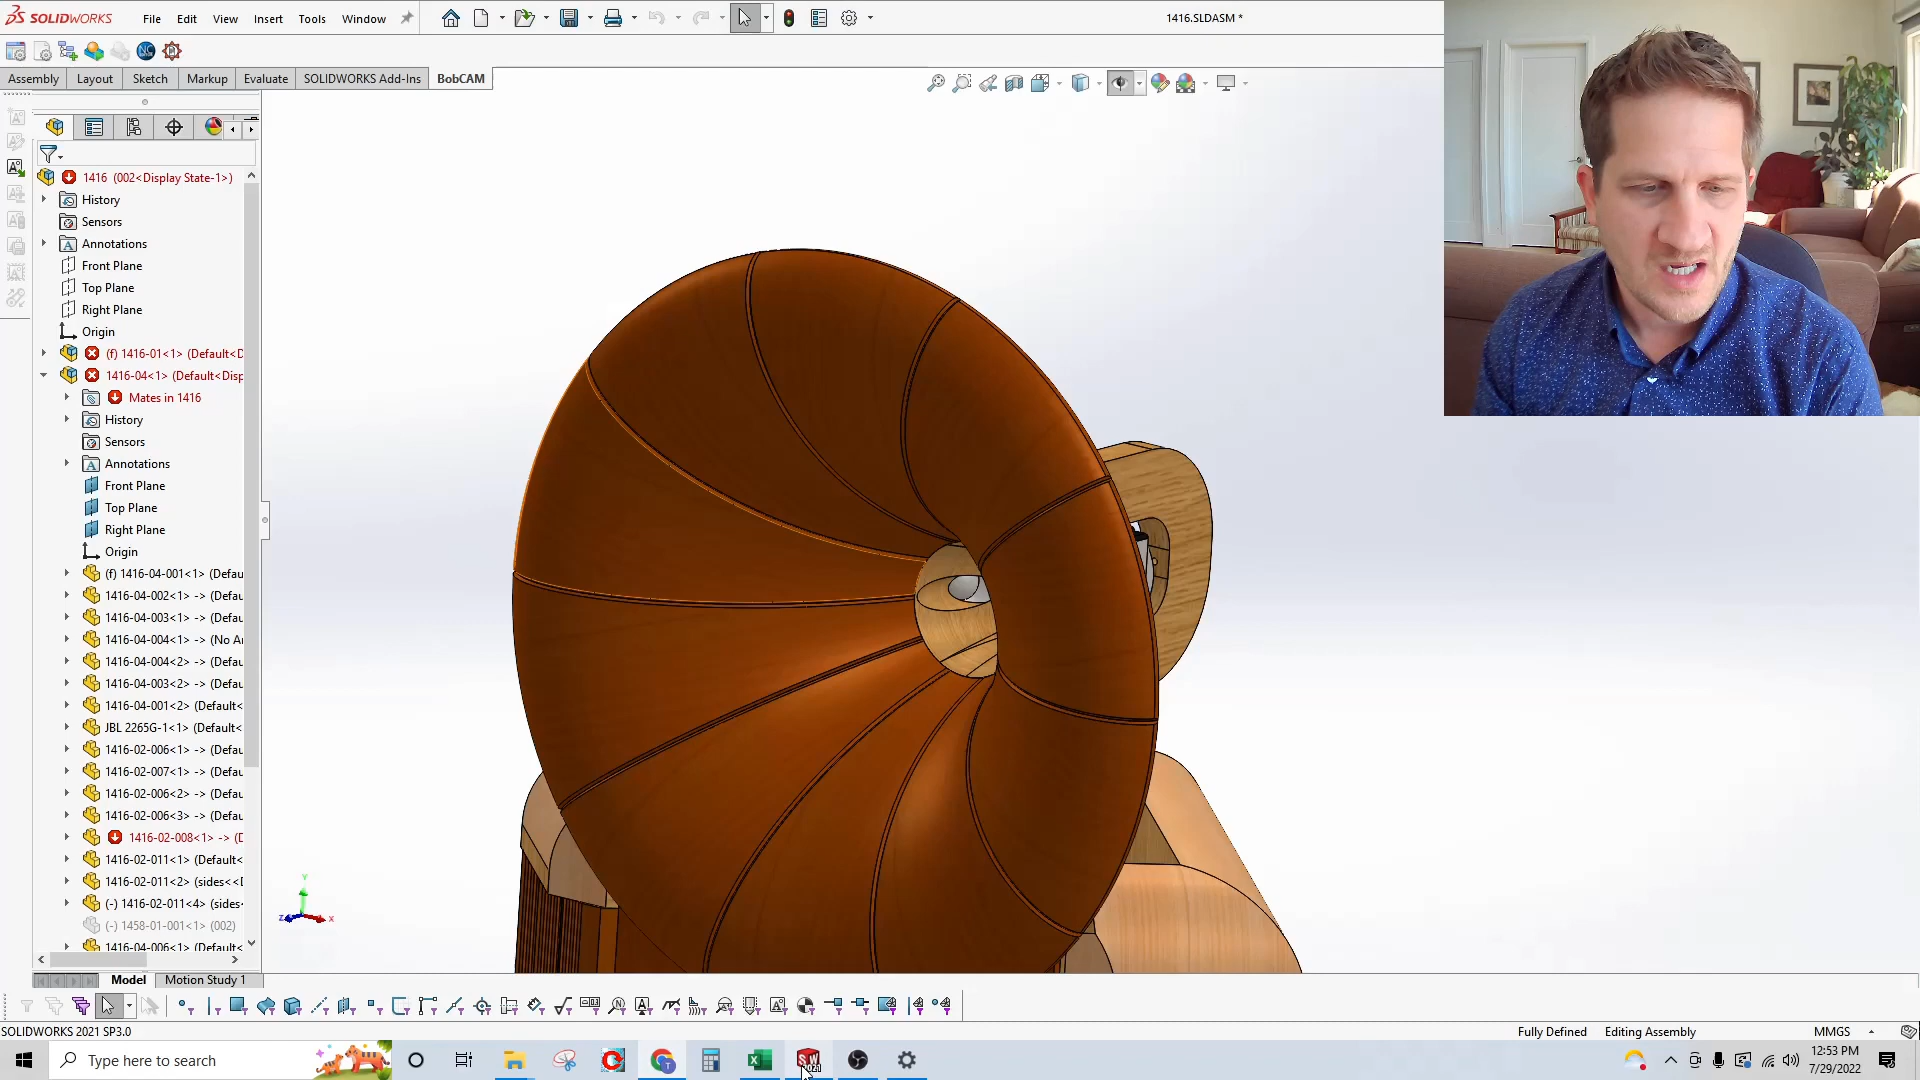 SOLIDWORKS File Edit View Insert Tools Window 1416.SLDASM *
Assembly Layout Sketch Markup Evaluate SOLIDWORKS Add-Ins BobCAM
1416 (002<Display State-1>)
History
Sensors
Annotations
Front Plane
Top Plane
Right Plane
Origin
(f) 1416-01<1> (Default<D
1416-04<1> (Default<Disp
Mates in 1416
History
Sensors
Annotations
Front Plane
Top Plane
Right Plane
Origin
(f) 1416-04-001<1> (Defau
1416-04-002<1> -> (Defau
1416-04-003<1> -> (Defau
1416-04-004<1> -> (No Ar
1416-04-004<2> -> (Defau
1416-04-003<2> -> (Defau
1416-04-001<2> (Default<
JBL 2265G-1<1> (Default<
1416-02-006<1> -> (Defau
1416-02-007<1> -> (Defau
1416-02-006<2> -> (Defau
1416-02-006<3> -> (Defau
1416-02-008<1> -> (D
1416-02-011<1> (Default<
1416-02-011<2> (sides<<D
(-) 1416-02-011<4> (sides<
(-) 1458-01-001<1> (002)
1416-04-006<1> (Default<
Y
Z X
Model Motion Study 1
SOLIDWORKS 2021 SP3.0 Fully Defined Editing Assembly MMGS
Type here to search
12:53 PM
7/29/2022